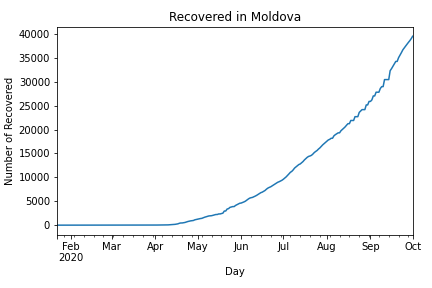 Recovered in Moldova
Number of Recovered
40000
35000
30000
25000
20000
15000
10000
5000
0
Feb Mar Apr May Jun Jul Aug Sep Oct
2020
Day